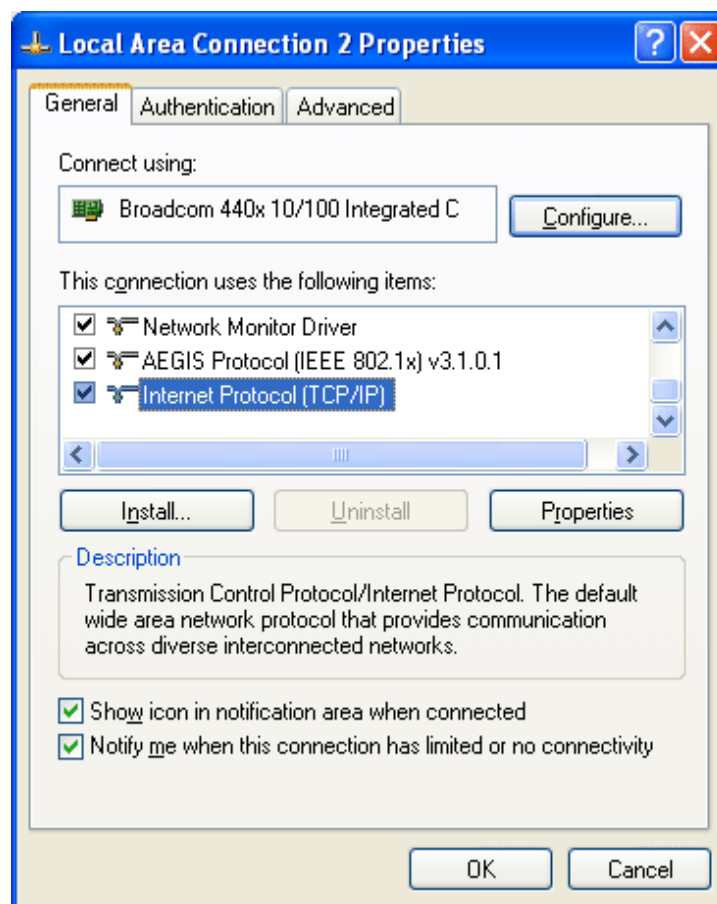 Local Area Connection 2 Properties
General Authentication Advanced
Connect using:
Broadcom 440x 10/100 Integrated C
Configure...
This connection uses the following items:
Network Monitor Driver
AEGIS Protocol (IEEE 802.1x) v3.1.0.1
Internet Protocol (TCP/IP)
Install... Uninstall Properties
Description
Transmission Control Protocol/Internet Protocol. The default
wide area network protocol that provides communication
across diverse interconnected networks.
Show icon in notification area when connected
Notify me when this connection has limited or no connectivity
OK Cancel